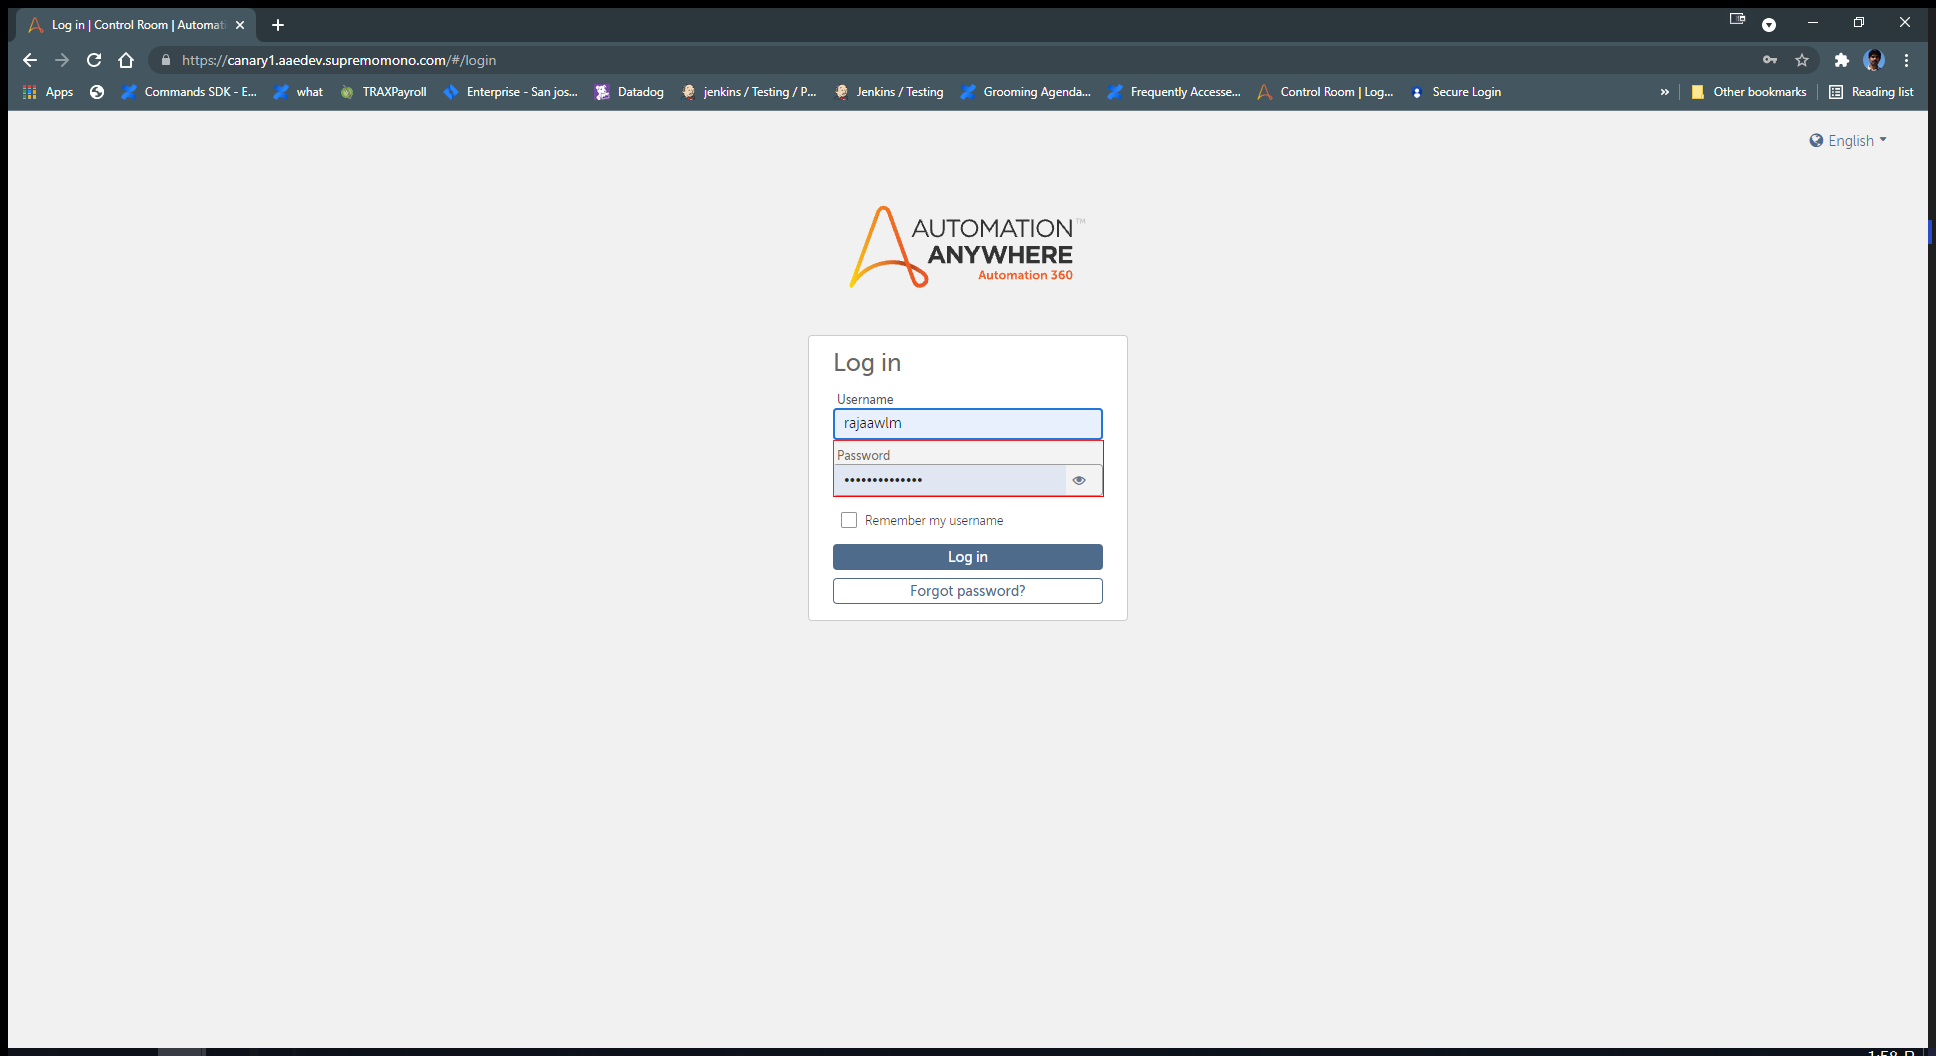 Log in | Control Room | Automati
https://canary1.aaedev.supremomono.com/#/login
Apps Commands SDK - E... what TRAXPayroll Enterprise - San jos... Datadog jenkins / Testing / P... Jenkins / Testing Grooming Agenda... Frequently Accesse... Control Room | Log... Secure Login » Other bookmarks Reading list
English
AUTOMATION™
ANYWHERE
Automation 360
Log in
Username
rajaawlm
Password
••••••••••••••
Remember my username
Log in
Forgot password?